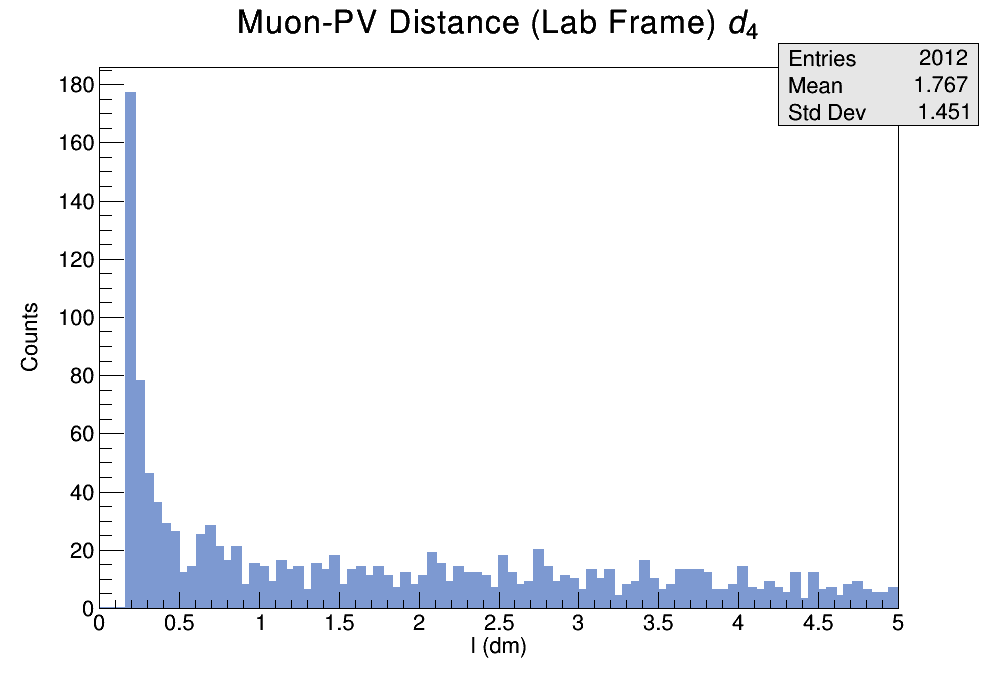 Muon-PV Distance (Lab Frame) d₄
Entries 2012
Mean 1.767
Std Dev 1.451
180
160
140
120
100
80
60
40
20
0
Counts
0 0.5 1 1.5 2 2.5 3 3.5 4 4.5 5
l (dm)